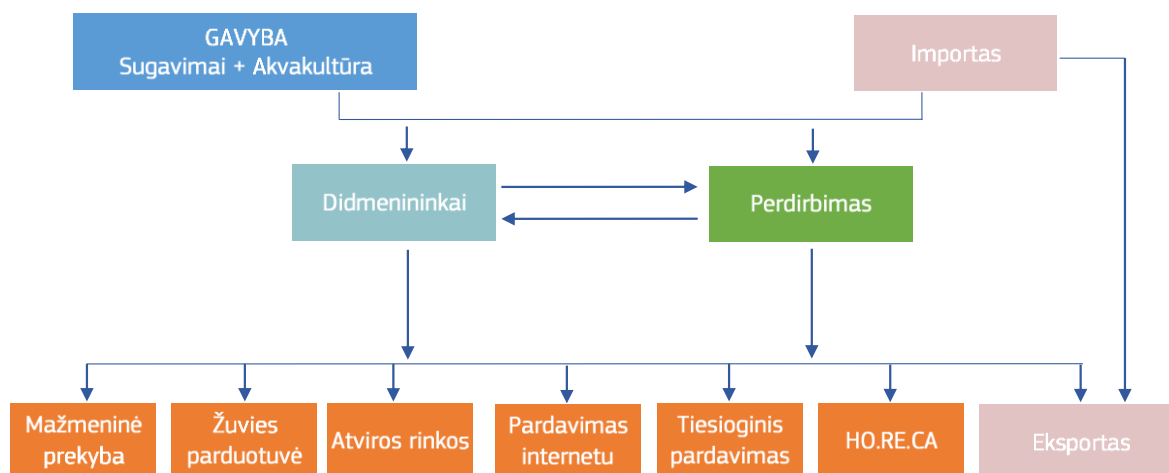 GAVYBA
Sugavimai + Akvakultūra
Importas
Didmenininkai
Perdirbimas
Mažmeninė
prekyba
Žuvies
parduotuvė
Atviros rinkos
Pardavimas
internetu
Tiesioginis
pardavimas
HO.RE.CA
Eksportas